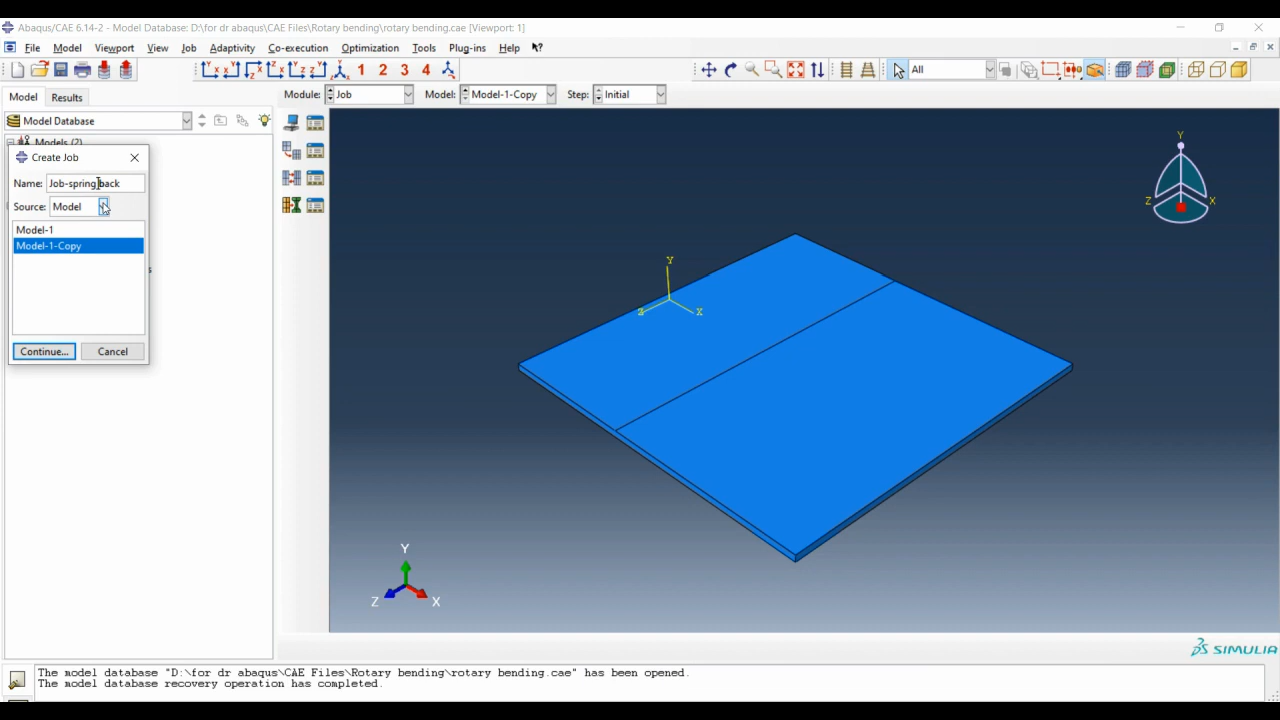 Abaqus/CAE 6.14-2 - Model Database: D:\for dr abaqus\CAE Files\Rotary bending\rotary bending.cae [Viewport: 1]
File Model Viewport View Job Adaptivity Co-execution Optimization Tools Plug-ins Help
1 2 3 4 All
Model Results Module: Job Model: Model-1-Copy Step: Initial
Model Database
Models (2)
Create Job
Name: Job-spring back
Source: Model
Model-1
Model-1-Copy
Continue... Cancel
Y
Z X
Y
Z X
Y
Z X
SIMULIA
The model database "D:\for dr abaqus\CAE Files\Rotary bending\rotary bending.cae" has been opened.
The model database recovery operation has completed.